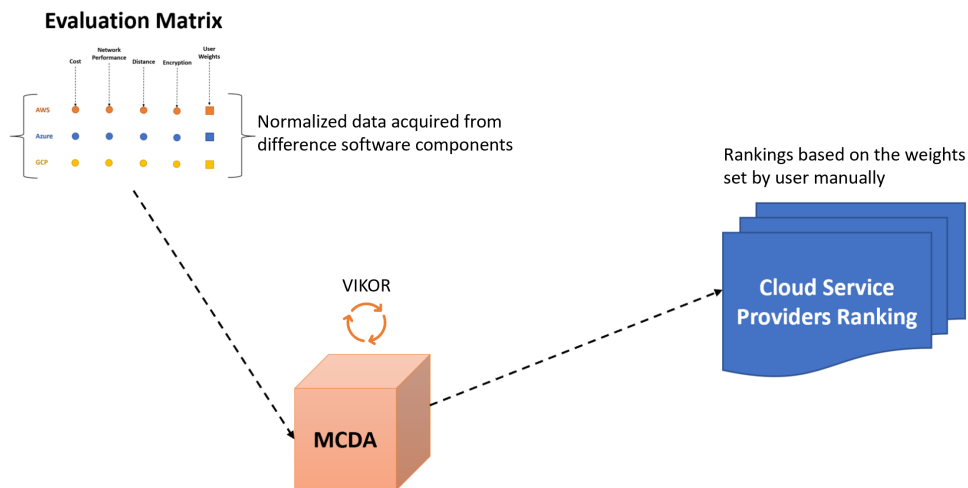 Evaluation Matrix
Cost
Network
Performance
Distance
Encryption
User
Weights
AWS
Azure
GCP
Normalized data acquired from
difference software components
Rankings based on the weights
set by user manually
Cloud Service
Providers Ranking
VIKOR
MCDA